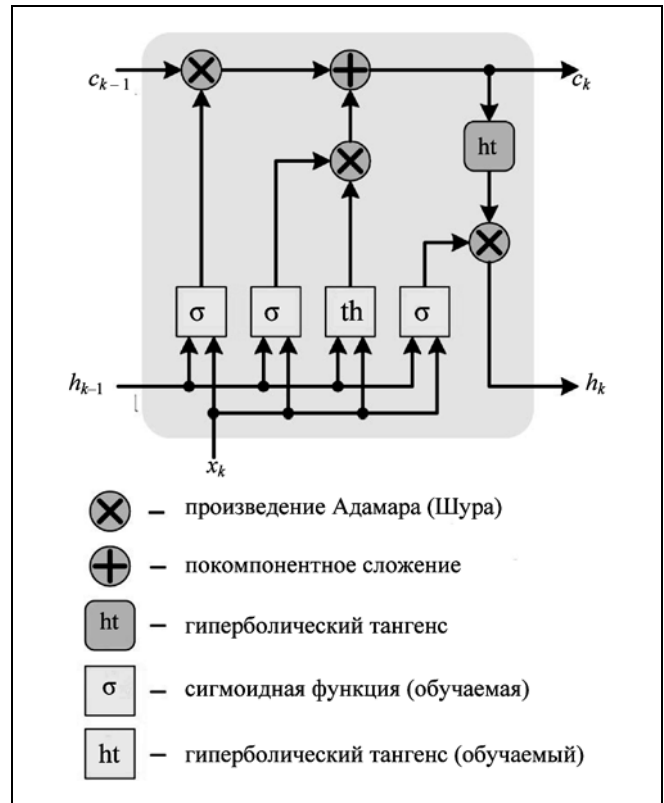 c_{k-1}
c_k
ht
σ
σ
th
σ
h_{k-1}
h_k
x_k
– произведение Адамара (Шура)
– покомпонентное сложение
ht – гиперболический тангенс
σ – сигмоидная функция (обучаемая)
ht – гиперболический тангенс (обучаемый)